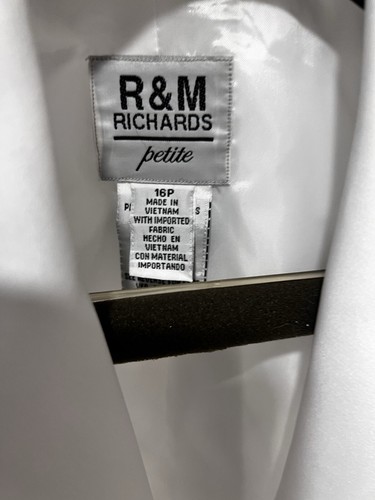 R&M
RICHARDS
petite
16P
MADE IN
VIETNAM
WITH IMPORTED
FABRIC
HECHO EN
VIETNAM
CON MATERIAL
IMPORTANDO